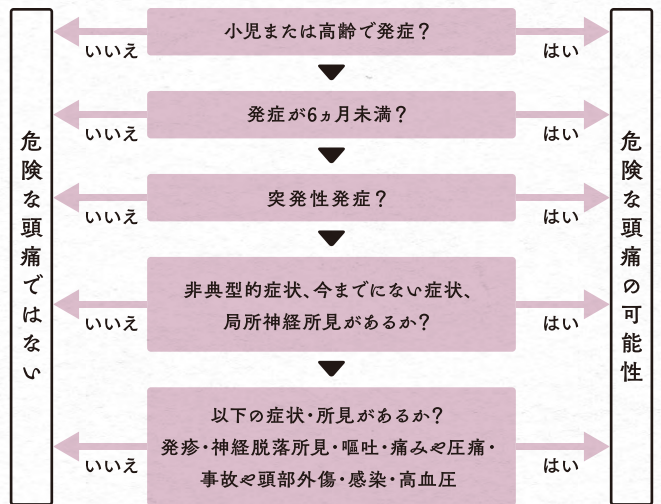 小児または高齢で発症？
いいえ
はい
発症が6ヵ月未満？
いいえ
はい
突発性発症？
いいえ
はい
非典型的症状、今までにない症状、
局所神経所見があるか？
いいえ
はい
以下の症状・所見があるか？
発疹・神経脱落所見・嘔吐・痛みや圧痛・
事故や頭部外傷・感染・高血圧
いいえ
はい
危険な頭痛ではない
危険な頭痛の可能性